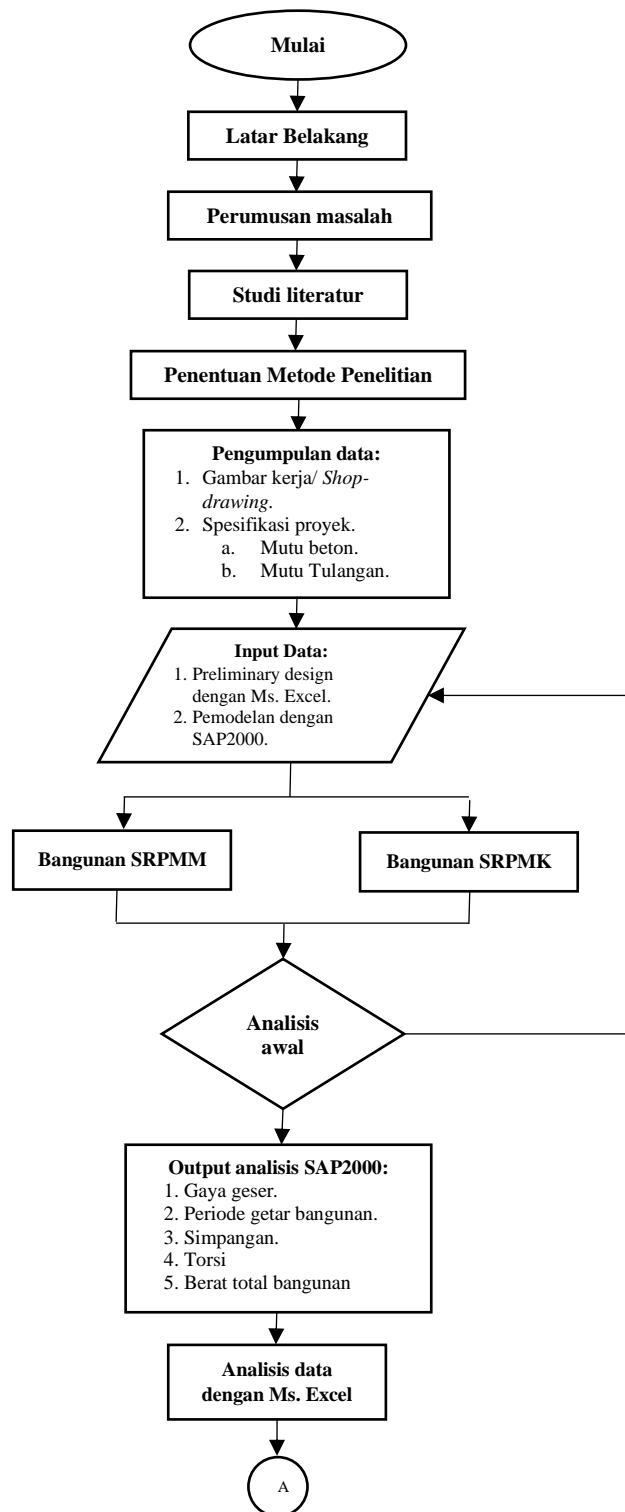 Mulai
Latar Belakang
Perumusan masalah
Studi literatur
Penentuan Metode Penelitian
Pengumpulan data:
1. Gambar kerja/ Shop-
drawing.
2. Spesifikasi proyek.
a. Mutu beton.
b. Mutu Tulangan.
Input Data:
1. Preliminary design
dengan Ms. Excel.
2. Pemodelan dengan
SAP2000.
Bangunan SRPMM
Bangunan SRPMK
Analisis
awal
Output analisis SAP2000:
1. Gaya geser.
2. Periode getar bangunan.
3. Simpangan.
4. Torsi
5. Berat total bangunan
Analisis data
dengan Ms. Excel
A